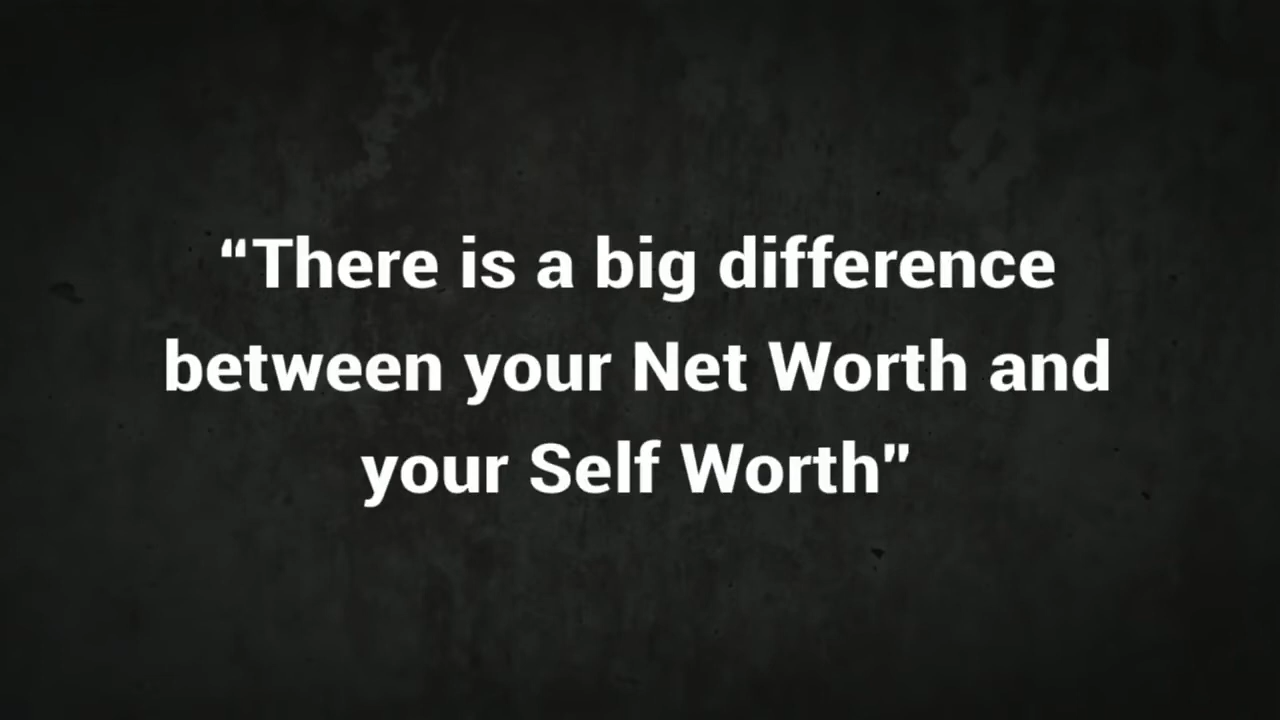 “There is a big difference
between your Net Worth and
your Self Worth”